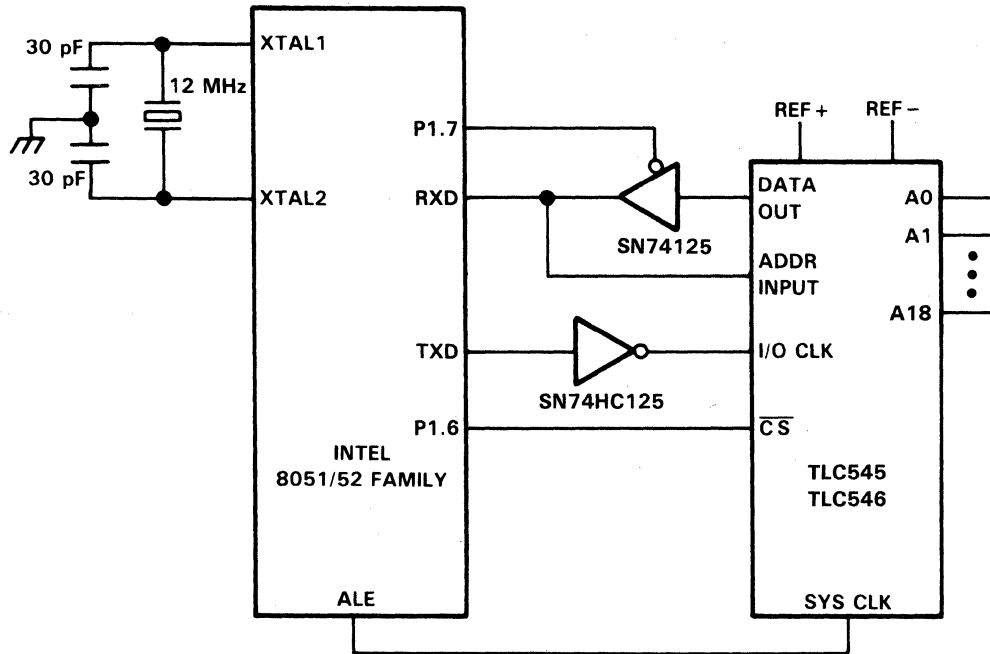 30 pF
12 MHz
30 pF
XTAL1
XTAL2
P1.7
RXD
TXD
P1.6
INTEL
8051/52 FAMILY
ALE
SN74125
SN74HC125
REF +
REF −
DATA
OUT
ADDR
INPUT
I/O CLK
CS
A0
A1
A18
TLC545
TLC546
SYS CLK